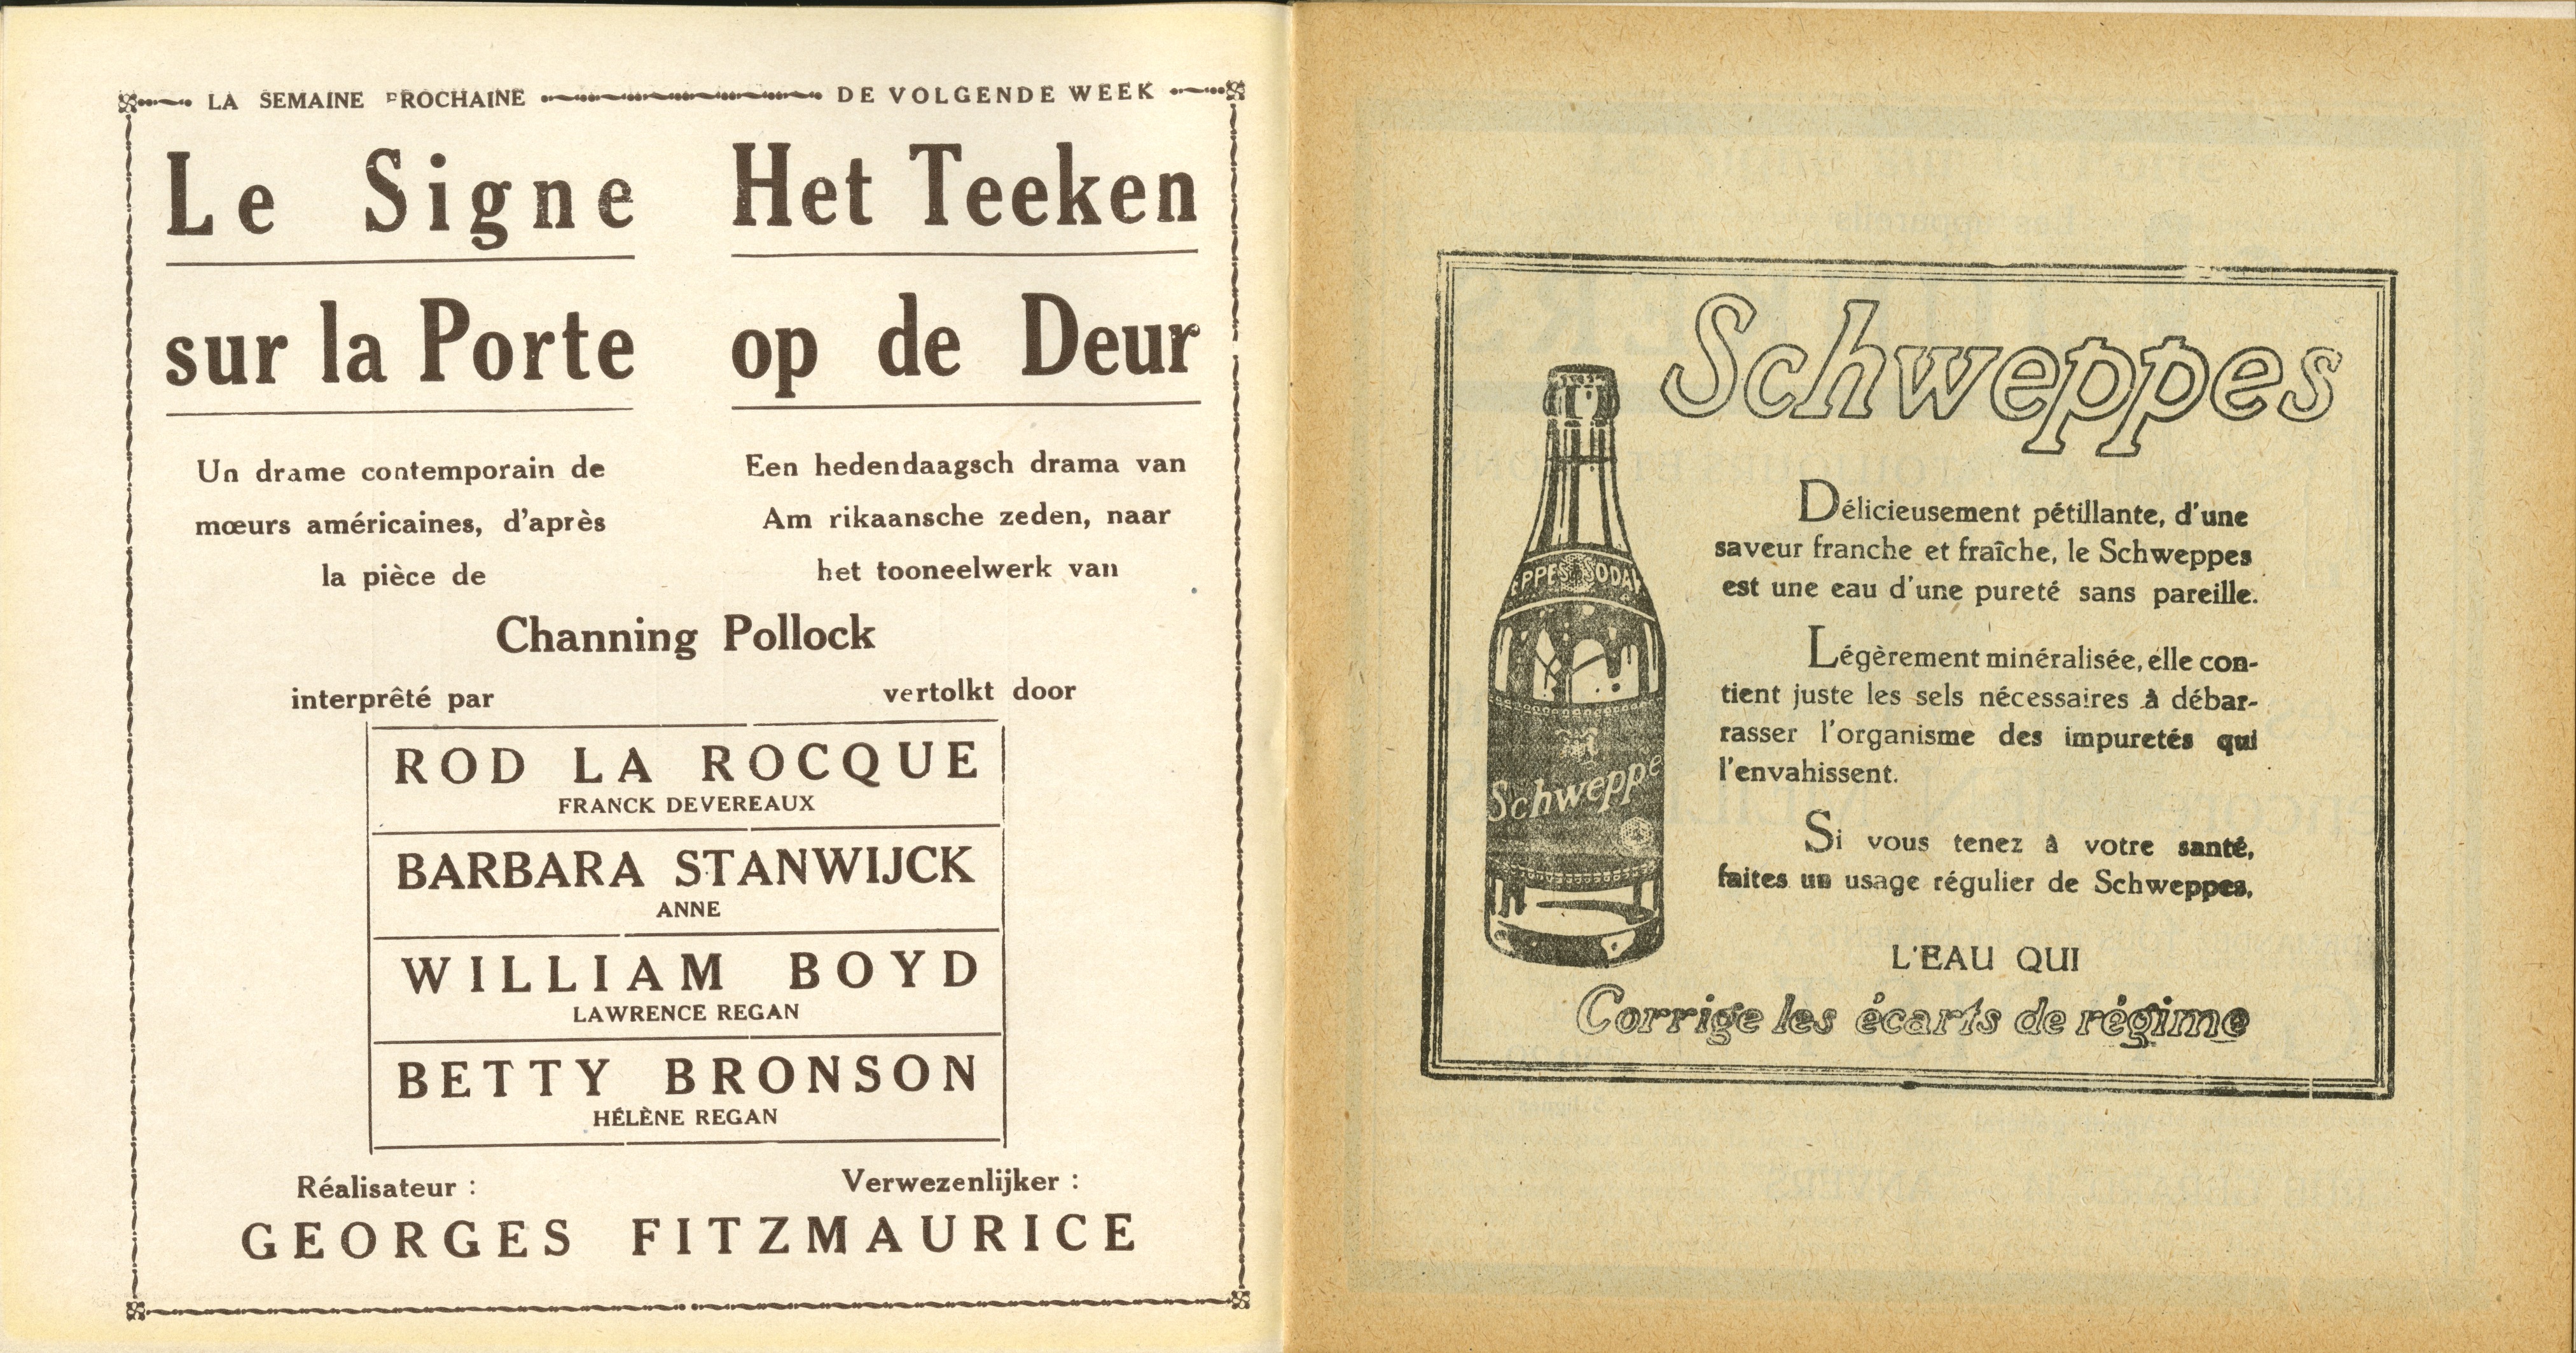 LA SEMAINE PROCHAINE
DE VOLGENDE WEEK
Le Signe
sur la Porte
Het Teeken
op de Deur
Un drame contemporain de
mœurs américaines, d'après
la pièce de
Een hedendaagsch drama van
Am rikaansche zeden, naar
het tooneelwerk van
Channing Pollock
interprêté par
vertolkt door
ROD LA ROCQUE
FRANCK DEVEREAUX
BARBARA STANWIJCK
ANNE
WILLIAM BOYD
LAWRENCE REGAN
BETTY BRONSON
HÉLÈNE REGAN
Réalisateur :
Verwezenlijker :
GEORGES FITZMAURICE
Schweppes
PPES SODA
Schweppe
Délicieusement pétillante, d'une
saveur franche et fraîche, le Schweppes
est une eau d'une pureté sans pareille.
Légèrement minéralisée, elle con-
tient juste les sels nécessaires à débar-
rasser l'organisme des impuretés qui
l'envahissent.
Si vous tenez à votre santé,
faites un usage régulier de Schweppes,
L'EAU QUI
Corrige les écarts de régime